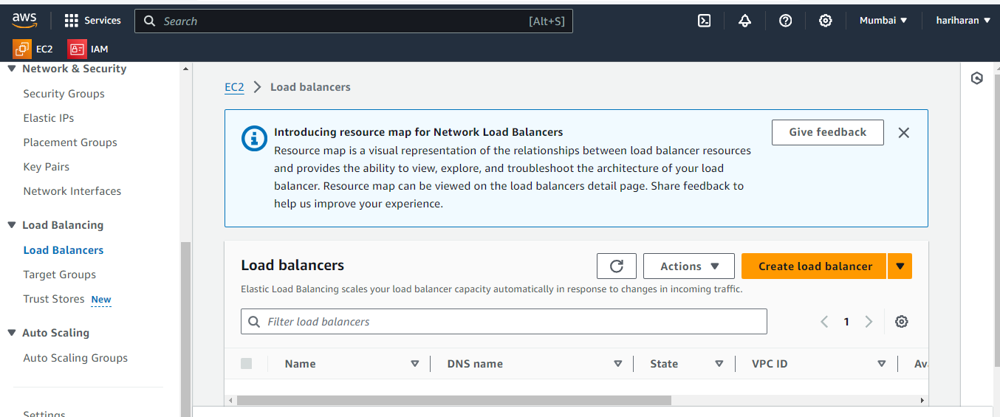 aws
Services
Search
[Alt+S]
Mumbai
hariharan
EC2
IAM
Network & Security
Security Groups
Elastic IPs
Placement Groups
Key Pairs
Network Interfaces
Load Balancing
Load Balancers
Target Groups
Trust Stores New
Auto Scaling
Auto Scaling Groups
Settings
EC2 > Load balancers
Introducing resource map for Network Load Balancers
Resource map is a visual representation of the relationships between load balancer resources
and provides the ability to view, explore, and troubleshoot the architecture of your load
balancer. Resource map can be viewed on the load balancers detail page. Share feedback to
help us improve your experience.
Give feedback
Load balancers
Actions
Create load balancer
Elastic Load Balancing scales your load balancer capacity automatically in response to changes in incoming traffic.
Filter load balancers
1
Name
DNS name
State
VPC ID